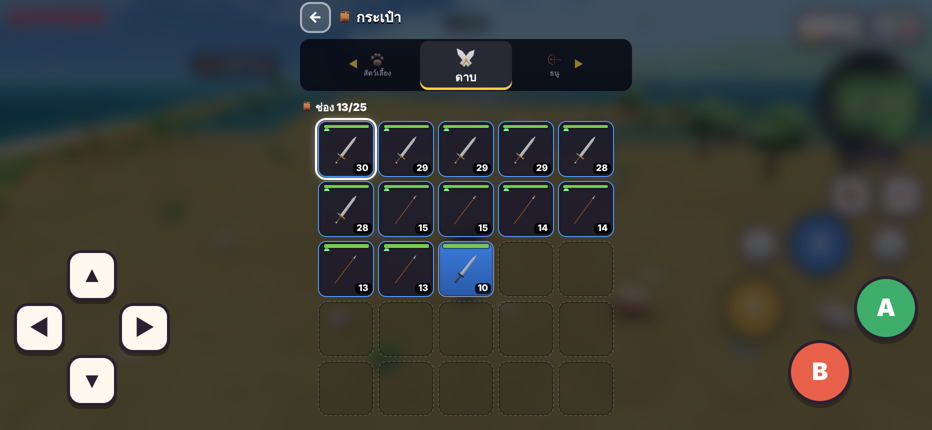 กระเป๋า
สัตว์เลี้ยง
ดาบ
ธนู
ช่อง 13/25
30 29 29 29 28
28 15 15 14 14
13 13 10
A
B